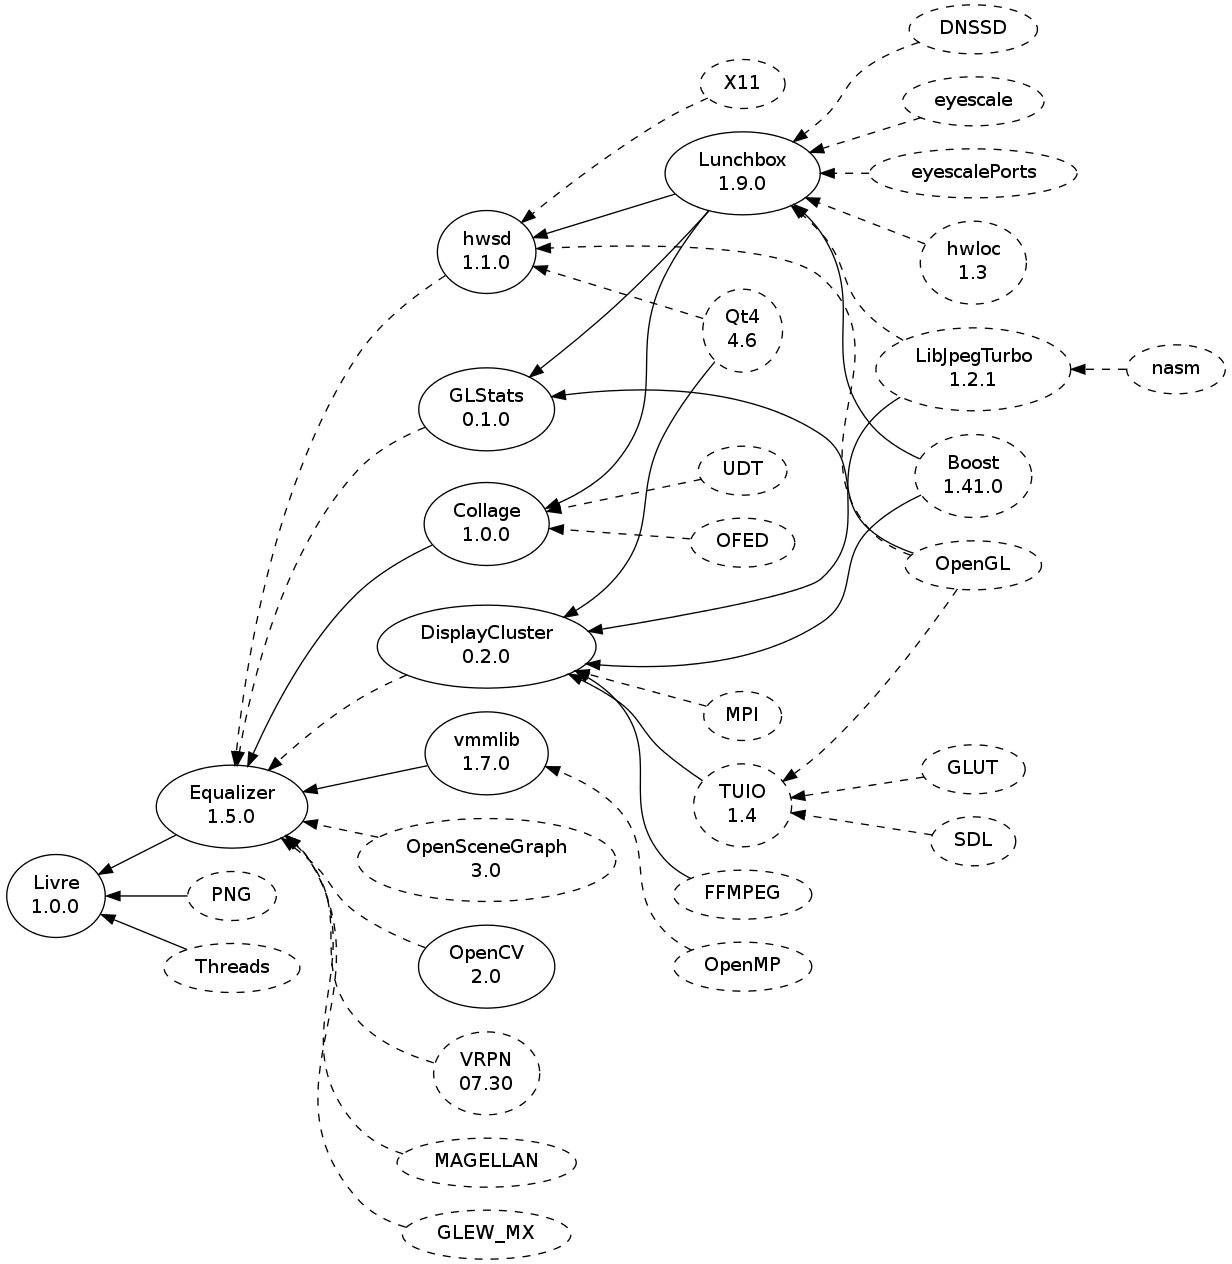 DNSSD
X11
eyescale
Lunchbox
1.9.0
eyescalePorts
hwsd
1.1.0
hwloc
1.3
Qt4
4.6
LibJpegTurbo
1.2.1
nasm
GLStats
0.1.0
UDT
Boost
1.41.0
Collage
1.0.0
OFED
OpenGL
DisplayCluster
0.2.0
MPI
vmmlib
1.7.0
GLUT
Equalizer
1.5.0
TUIO
1.4
SDL
OpenSceneGraph
3.0
Livre
1.0.0
PNG
FFMPEG
Threads
OpenCV
2.0
OpenMP
VRPN
07.30
MAGELLAN
GLEW_MX